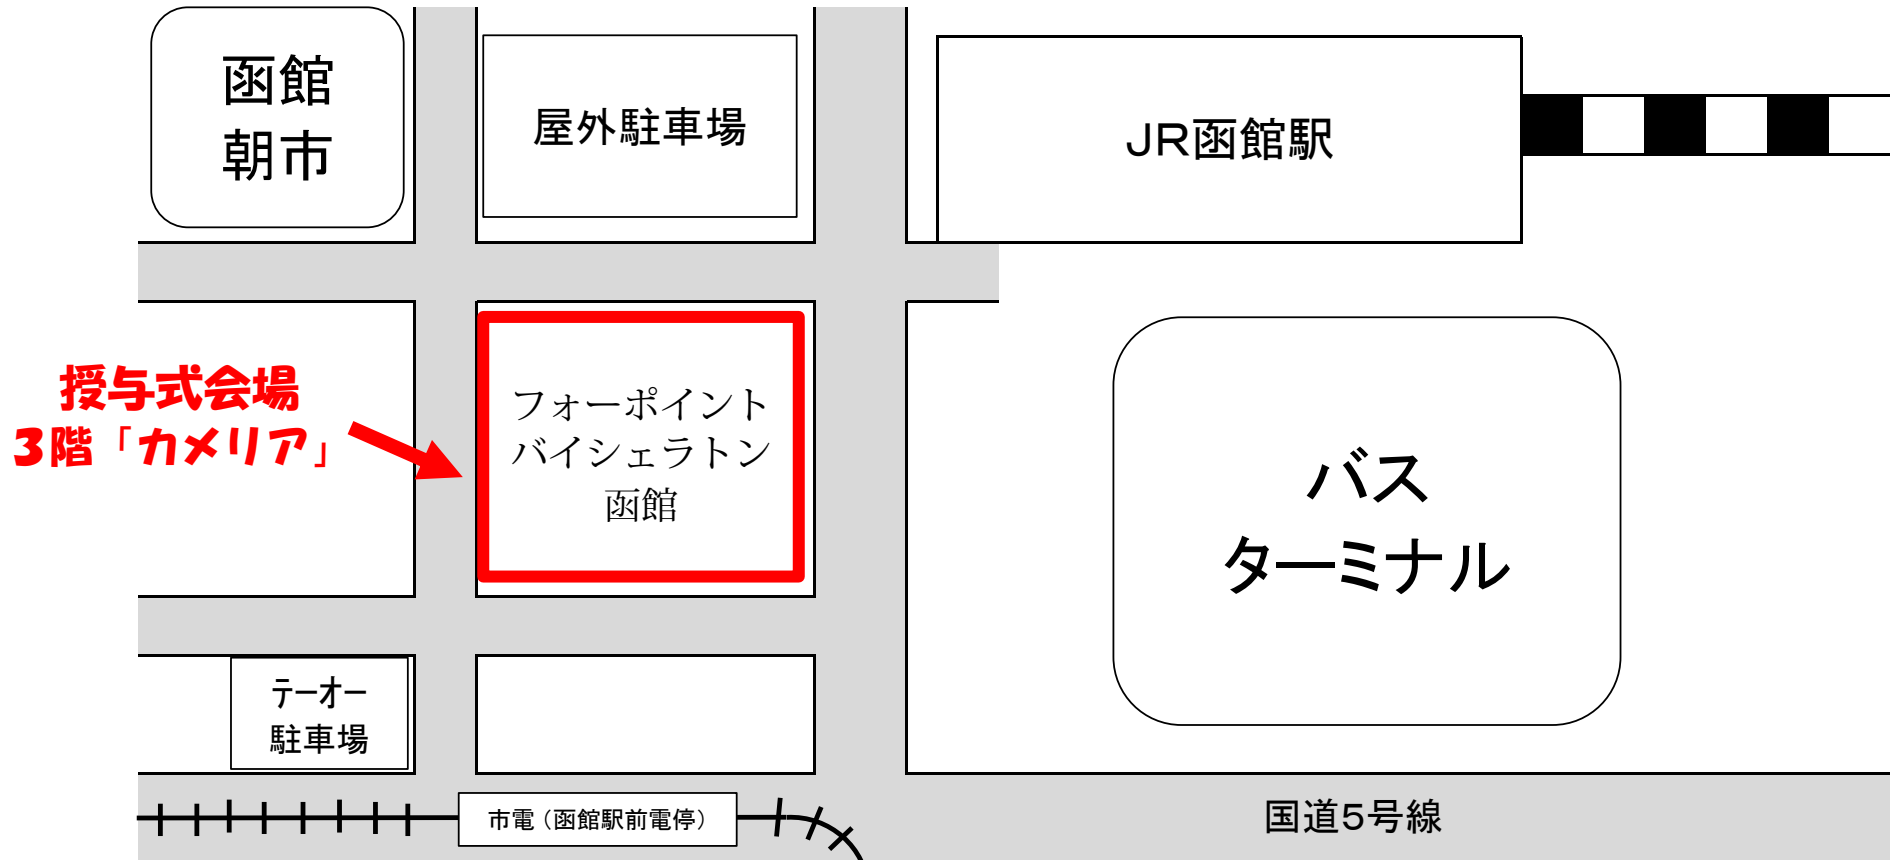 函館
朝市
屋外駐車場
JR函館駅
授与式会場
3階「カメリア」
フォーポイント
バイシェラトン
函館
バス
ターミナル
テーオー
駐車場
市電（函館駅前電停）
国道5号線